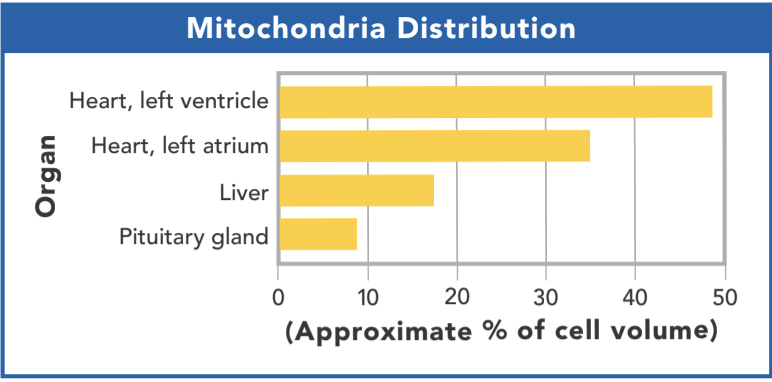 Mitochondria Distribution
Organ
Heart, left ventricle
Heart, left atrium
Liver
Pituitary gland
0 10 20 30 40 50
(Approximate % of cell volume)